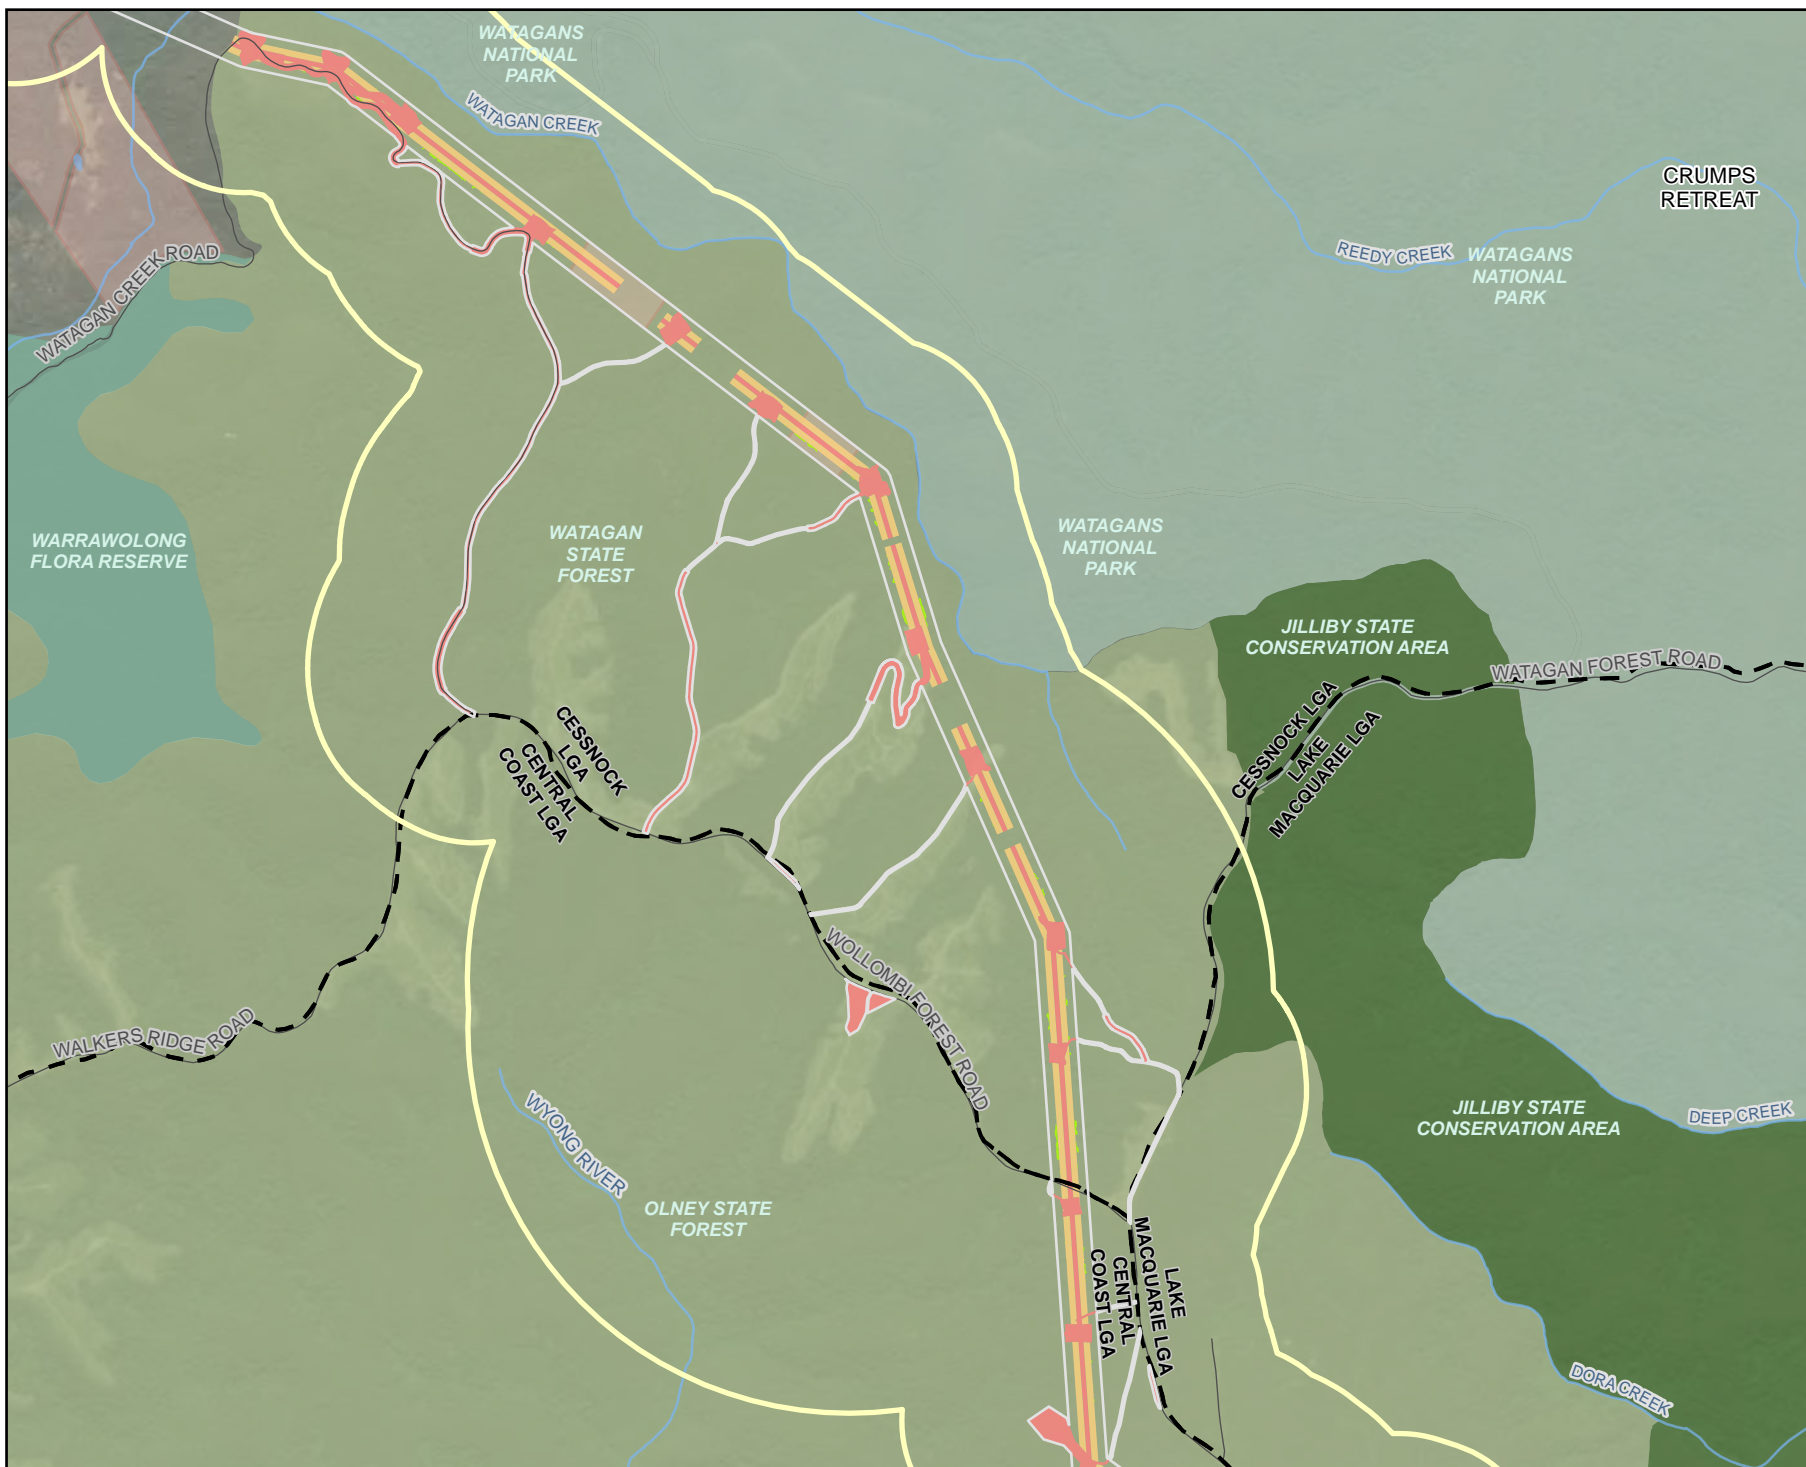 WATAGANS
NATIONAL
PARK
WATAGAN CREEK
CRUMPS
RETREAT
REEDY CREEK
WATAGANS
NATIONAL
PARK
WATAGAN CREEK ROAD
WARRAWOLONG
FLORA RESERVE
WATAGAN
STATE
FOREST
WATAGANS
NATIONAL
PARK
JILLIBY STATE
CONSERVATION AREA
WATAGAN FOREST ROAD
CESSNOCK LGA
LAKE
MACQUARIE LGA
CESSNOCK
LGA
CENTRAL
COAST LGA
WOLLOMBI FOREST ROAD
WALKERS RIDGE ROAD
WYONG RIVER
OLNEY STATE
FOREST
JILLIBY STATE
CONSERVATION AREA
DEEP CREEK
LAKE
MACQUARIE LGA
CENTRAL
COAST LGA
DORA CREEK